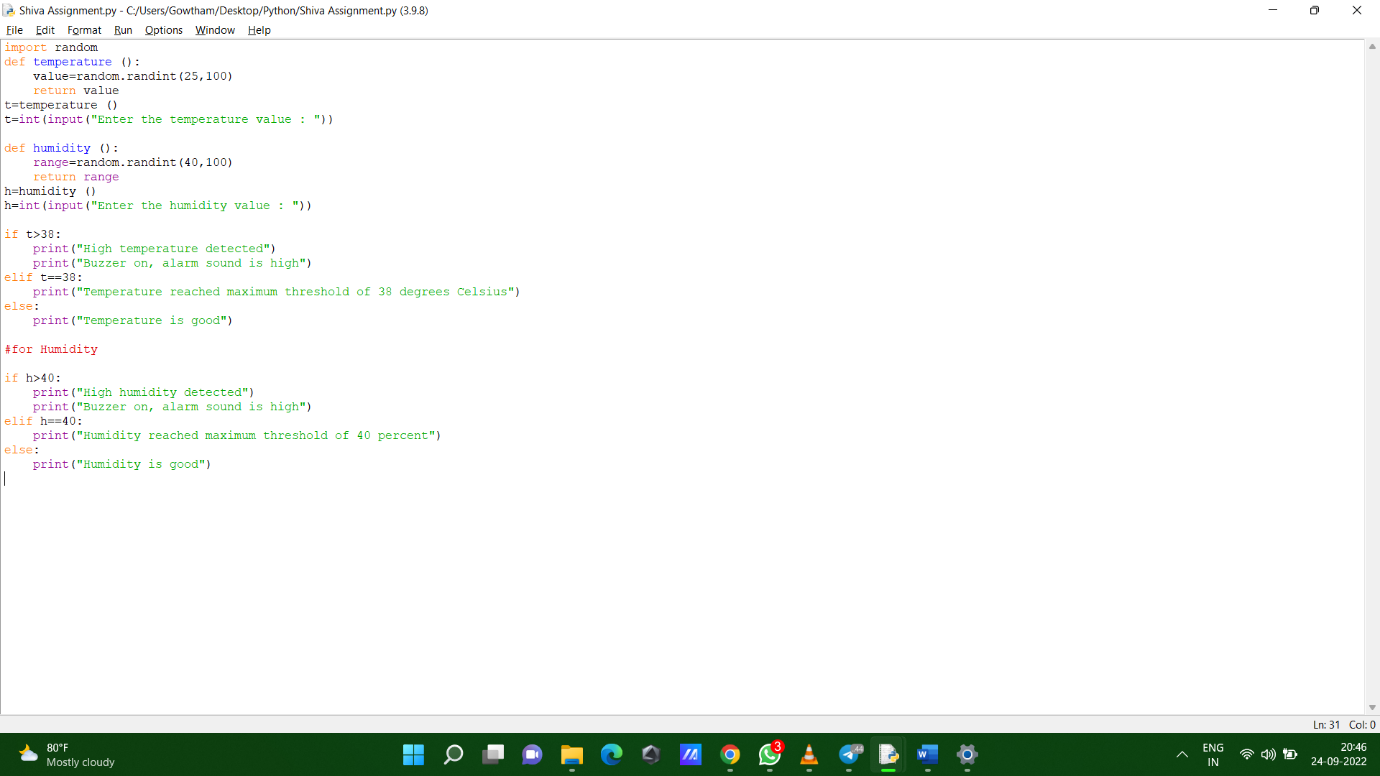 Shiva Assignment.py - C:/Users/Gowtham/Desktop/Python/Shiva Assignment.py (3.9.8)
File Edit Format Run Options Window Help
import random
def temperature ():
    value=random.randint(25,100)
    return value
t=temperature ()
t=int(input("Enter the temperature value : "))

def humidity ():
    range=random.randint(40,100)
    return range
h=humidity ()
h=int(input("Enter the humidity value : "))

if t>38:
    print("High temperature detected")
    print("Buzzer on, alarm sound is high")
elif t==38:
    print("Temperature reached maximum threshold of 38 degrees Celsius")
else:
    print("Temperature is good")

#for Humidity

if h>40:
    print("High humidity detected")
    print("Buzzer on, alarm sound is high")
elif h==40:
    print("Humidity reached maximum threshold of 40 percent")
else:
    print("Humidity is good")
Ln: 31 Col: 0
80°F
Mostly cloudy
3
44
W
ENG
IN
20:46
24-09-2022